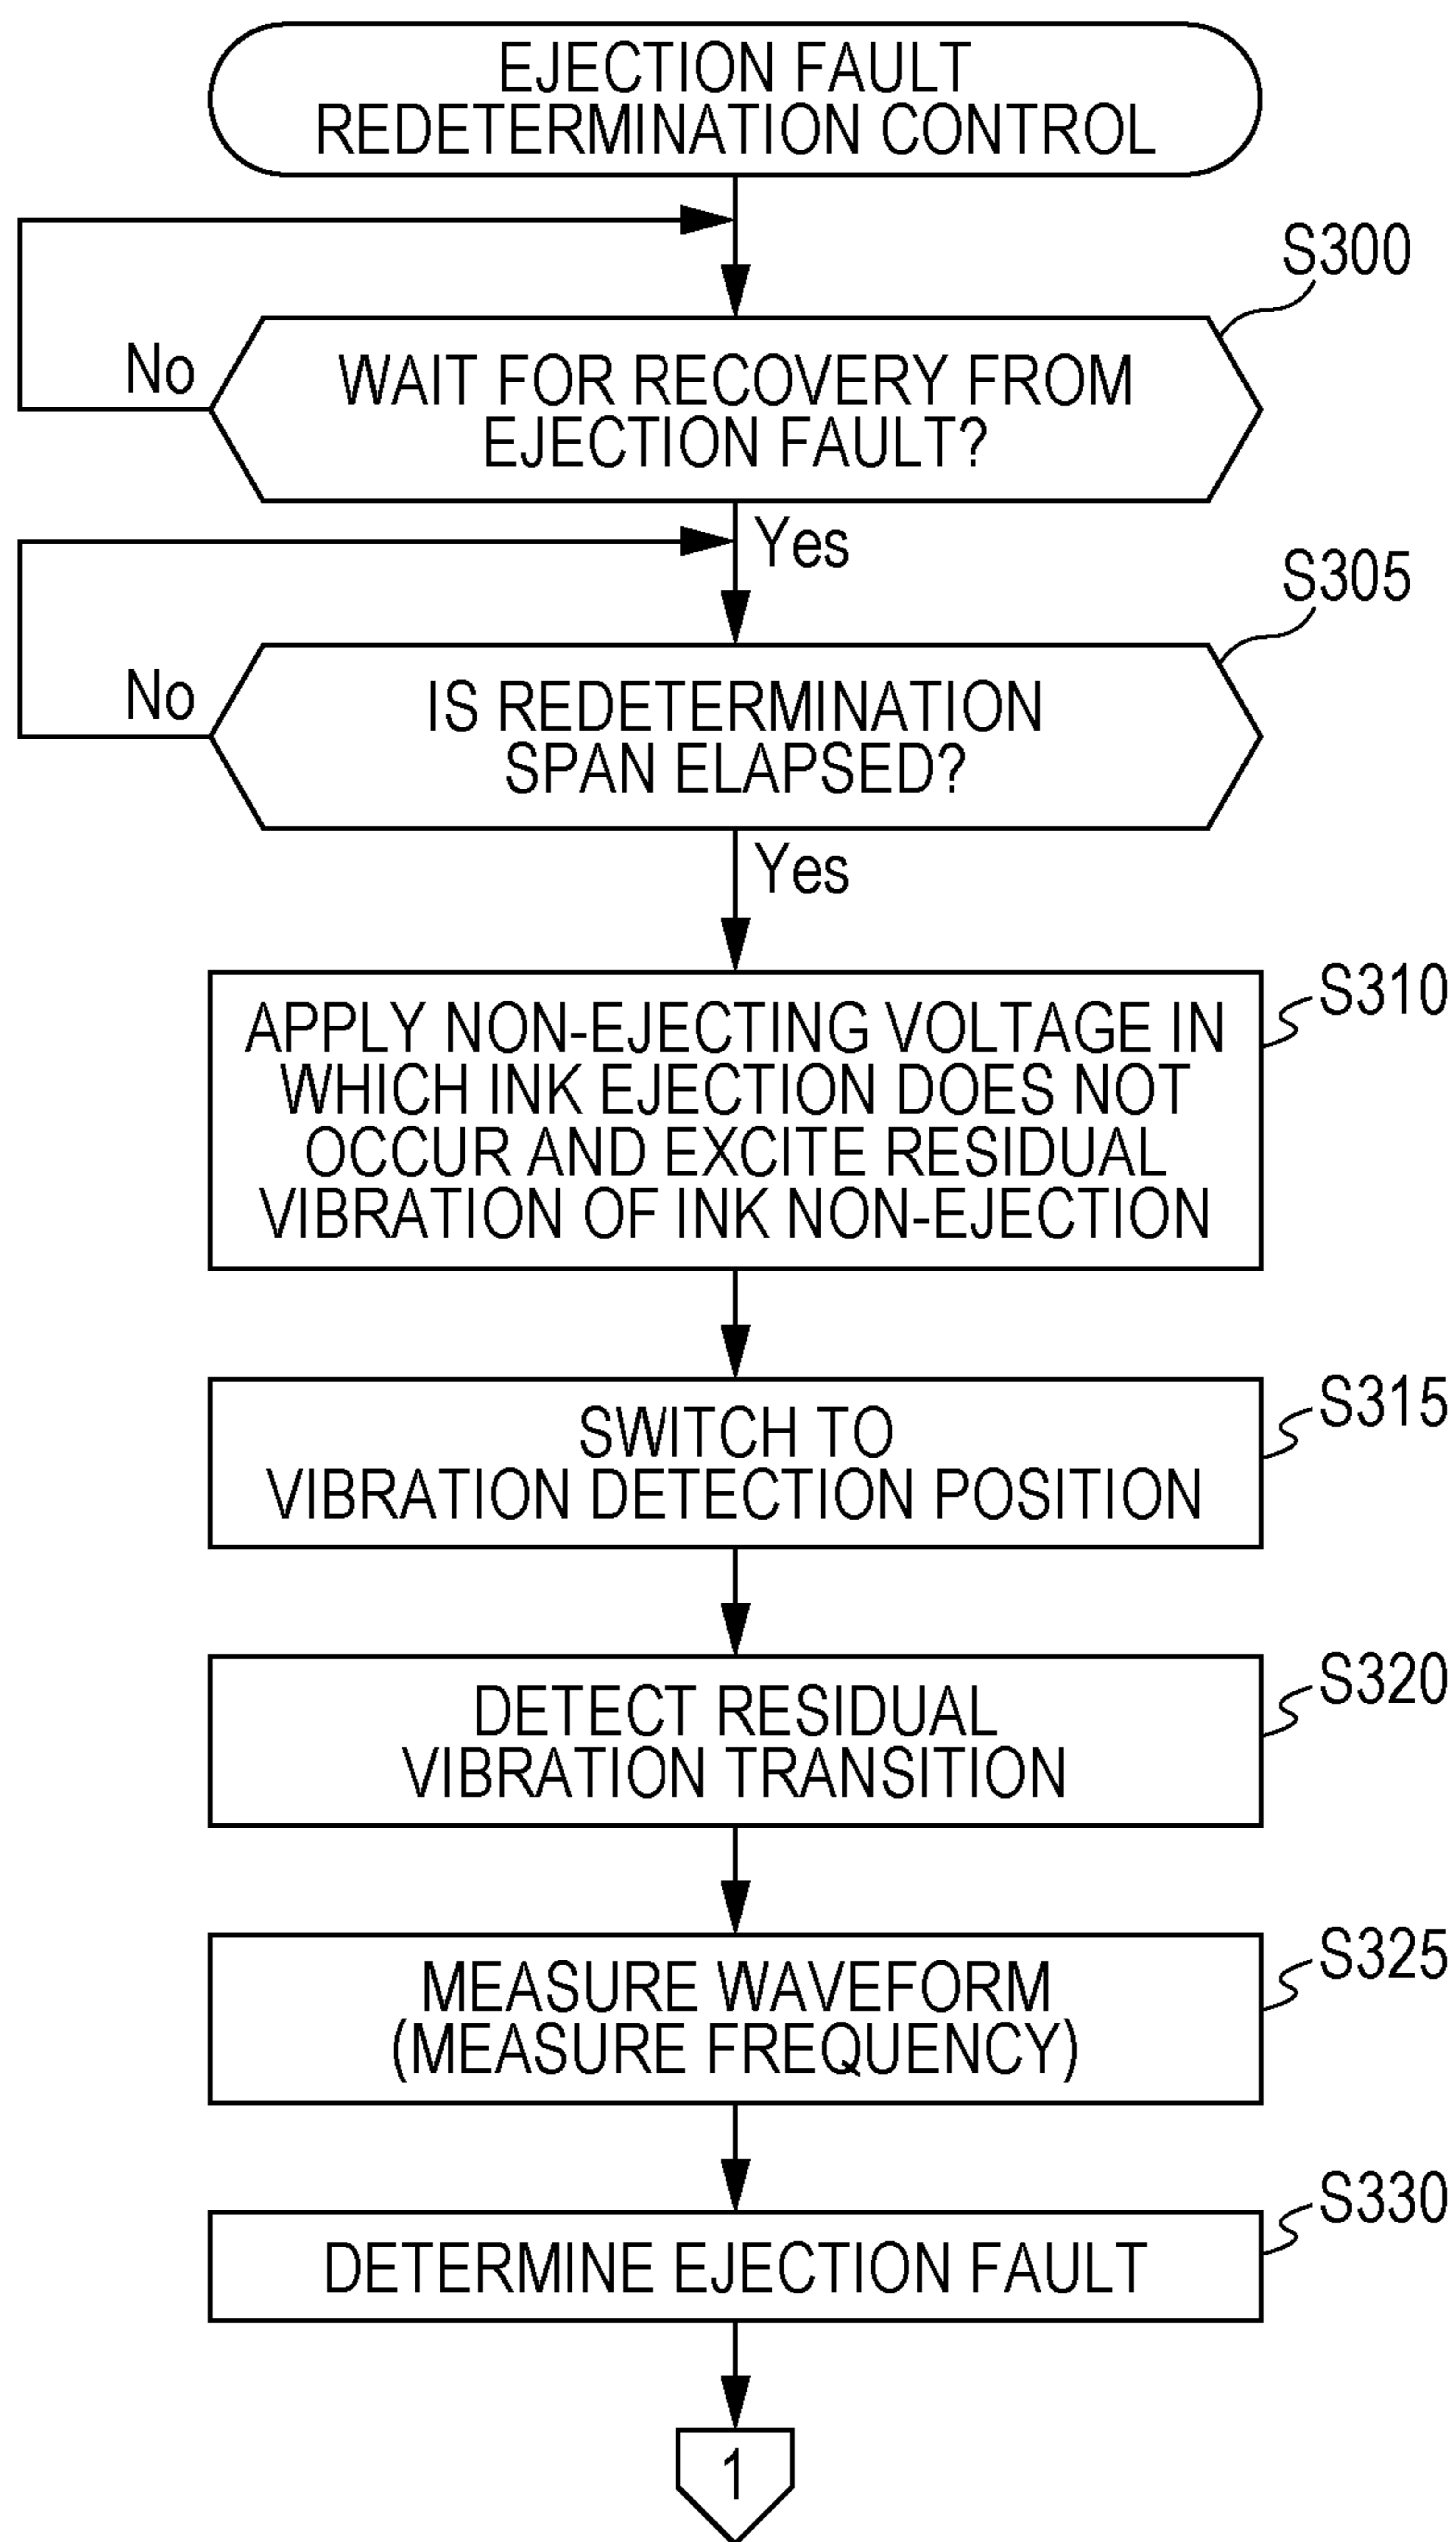 EJECTION FAULT
REDETERMINATION CONTROL
S300
No
WAIT FOR RECOVERY FROM
EJECTION FAULT?
Yes
S305
No
IS REDETERMINATION
SPAN ELAPSED?
Yes
S310
APPLY NON-EJECTING VOLTAGE IN
WHICH INK EJECTION DOES NOT
OCCUR AND EXCITE RESIDUAL
VIBRATION OF INK NON-EJECTION
S315
SWITCH TO
VIBRATION DETECTION POSITION
S320
DETECT RESIDUAL
VIBRATION TRANSITION
S325
MEASURE WAVEFORM
(MEASURE FREQUENCY)
S330
DETERMINE EJECTION FAULT
1